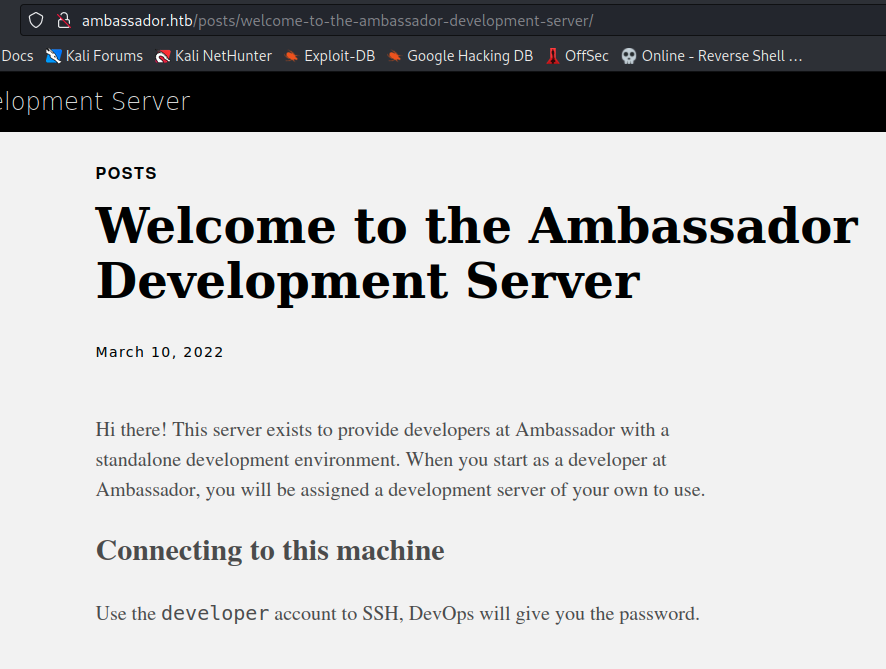 ambassador.htb/posts/welcome-to-the-ambassador-development-server/
Docs Kali Forums Kali NetHunter Exploit-DB Google Hacking DB OffSec Online - Reverse Shell …
elopment Server
POSTS
Welcome to the Ambassador
Development Server
March 10, 2022
Hi there! This server exists to provide developers at Ambassador with a
standalone development environment. When you start as a developer at
Ambassador, you will be assigned a development server of your own to use.
Connecting to this machine
Use the developer account to SSH, DevOps will give you the password.